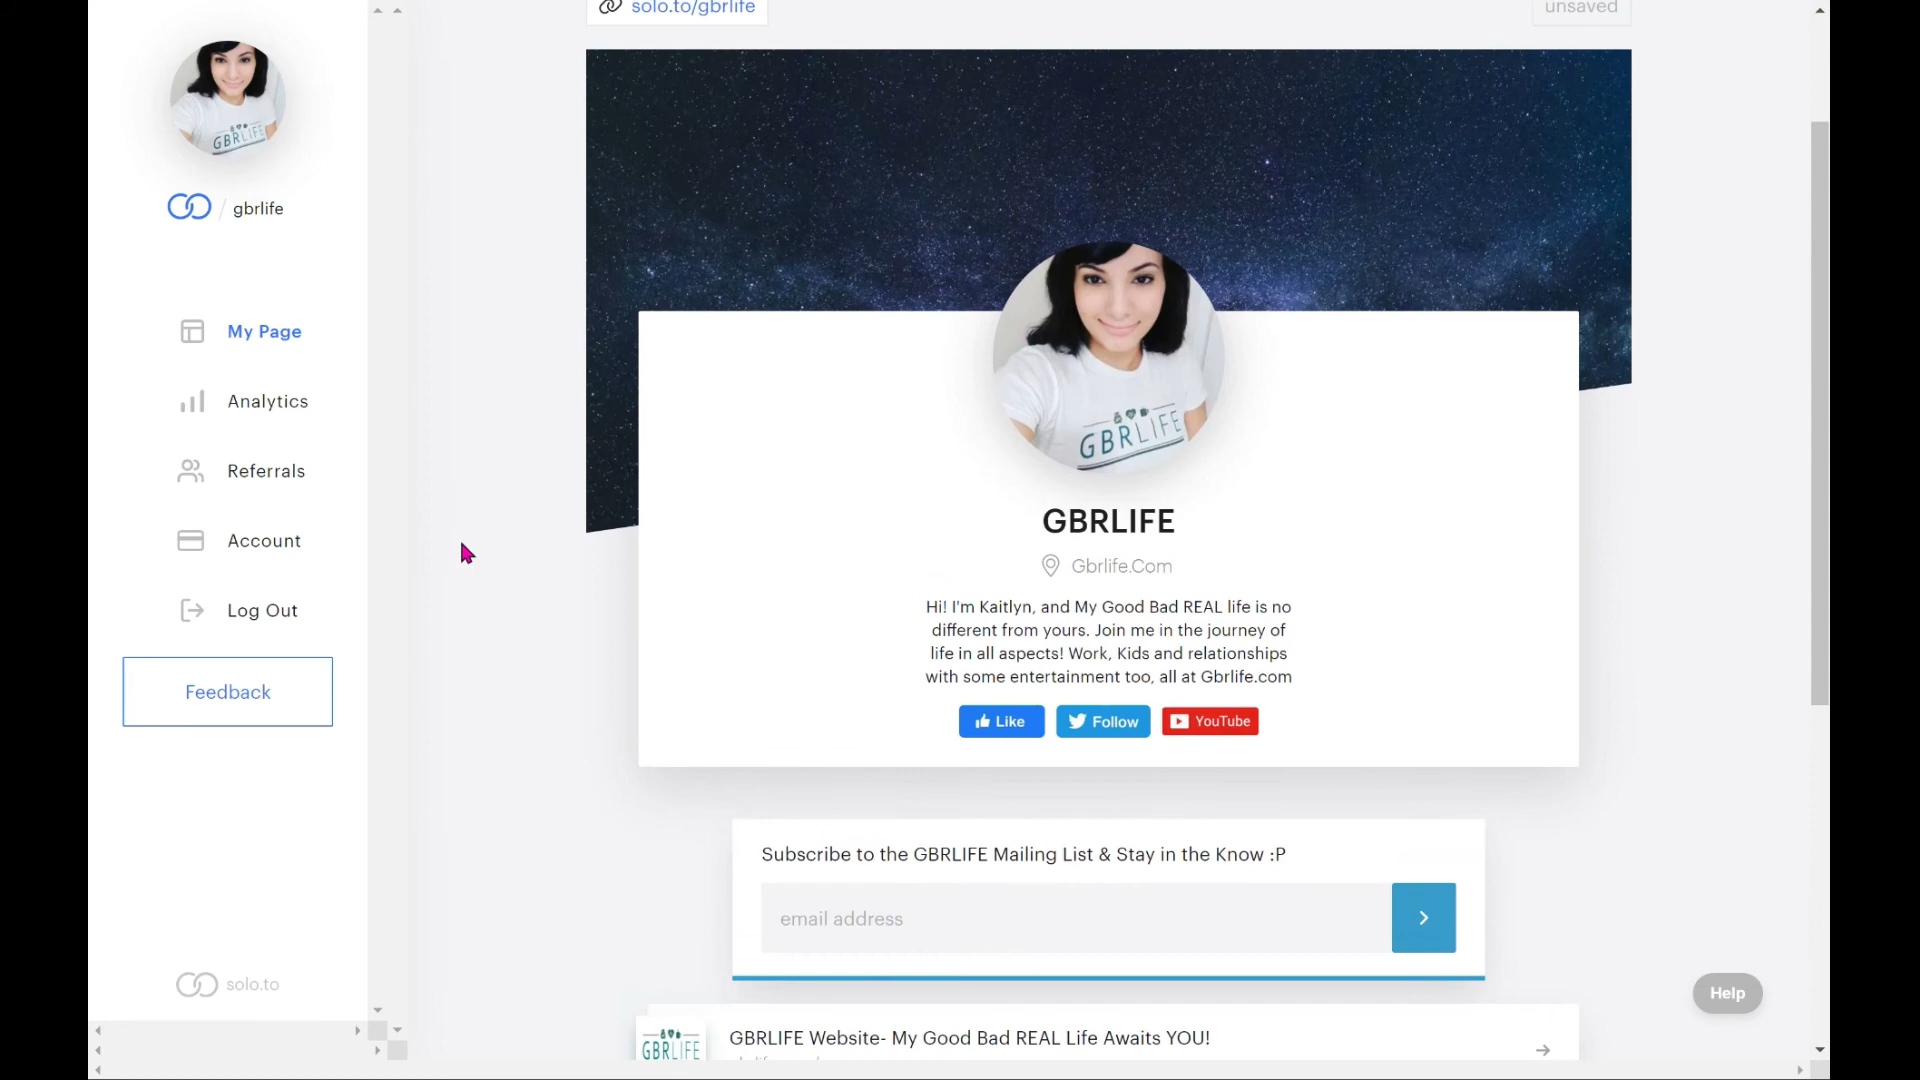 solo.to/gbrlife
unsaved
GBRLIFE
/ gbrlife
My Page
Analytics
Referrals
Account
Log Out
Feedback
solo.to
GBRLIFE
GBRLIFE
Gbrlife.Com
Hi! I'm Kaitlyn, and My Good Bad REAL life is no
different from yours. Join me in the journey of
life in all aspects! Work, Kids and relationships
with some entertainment too, all at Gbrlife.com
Like
Follow
YouTube
Subscribe to the GBRLIFE Mailing List & Stay in the Know :P
email address
Help
GBRLIFE
GBRLIFE Website- My Good Bad REAL Life Awaits YOU!